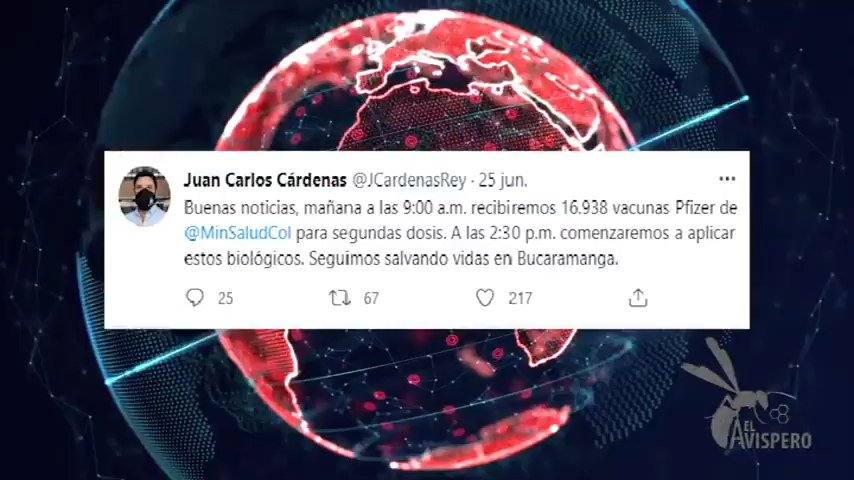 Juan Carlos Cárdenas @JCardenasRey · 25 jun.
Buenas noticias, mañana a las 9:00 a.m. recibiremos 16.938 vacunas Pfizer de
@MinSaludCol para segundas dosis. A las 2:30 p.m. comenzaremos a aplicar
estos biológicos. Seguimos salvando vidas en Bucaramanga.
25 67 217
EL
AVISPERO